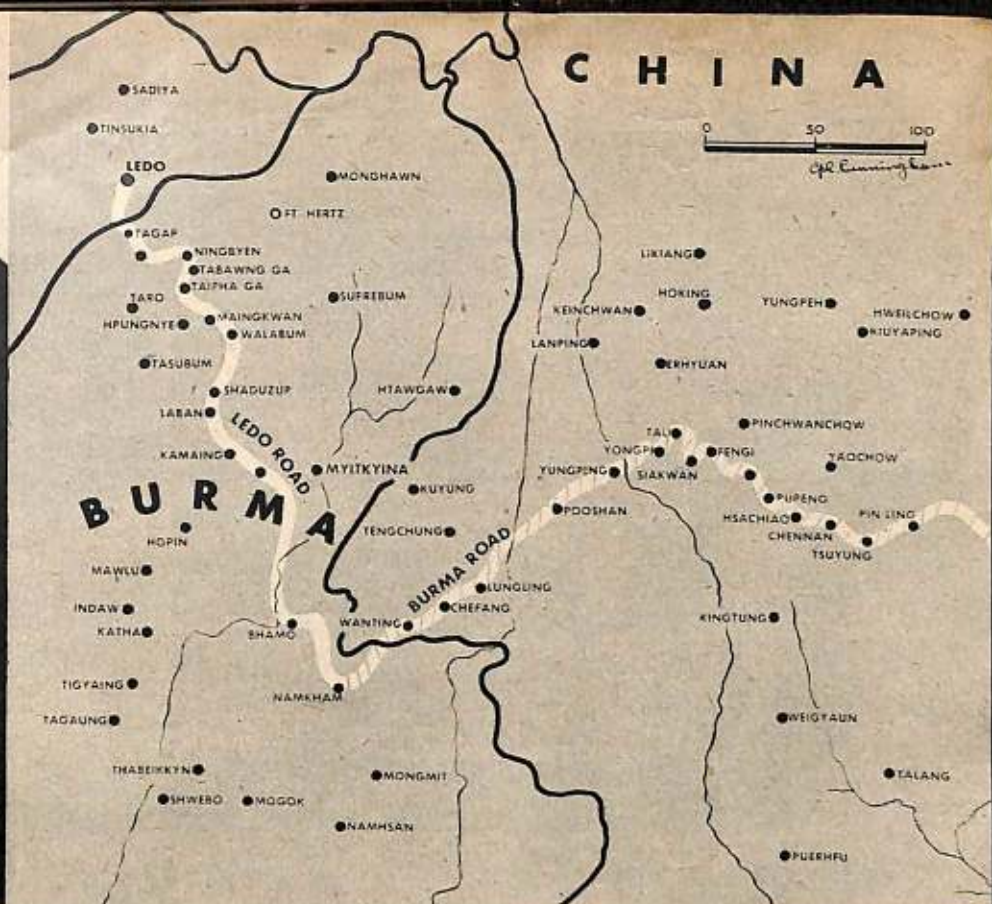 CHINA
0 50 100
Cpl. Cunningham
SADIYA
TINSUKIA
LEDO
MONGHAWN
FT. HERTZ
TAGAP
NINGBYEN
TABAWNG GA
TAIPHA GA
TARO
SUFREBUM
HPUNGNYE
MAINGKWAN
WALABUM
TASUBUM
SHADUZUP
LABAN
HTAWGAW
LEDO ROAD
KAMAING
MYITKYINA
BURMA
KUYUNG
HOPIN
TENGCHUNG
MAWLU
INDAW
KATHA
BHAMO
WANTING
BURMA ROAD
LUNGLING
CHEFANG
TIGYAING
NAMKHAM
TAGAUNG
THABEIKKYN
SHWEBO
MOGOK
MONGMIT
NAMHSAN
LIKIANG
HOKING
KEINCHWAN
YUNGPEH
HWEILCHOW
KIUYAPING
LANPING
ERHYUAN
PINCHWANCHOW
TALI
YONGPI
FENGI
YAOCHOW
YUNGPING
SIAKWAN
POOSHAN
PUPENG
HSACHIAO
CHENNAN
PIN LING
TSUYUNG
KINGTUNG
WEIGYAUN
TALANG
PUERHFU